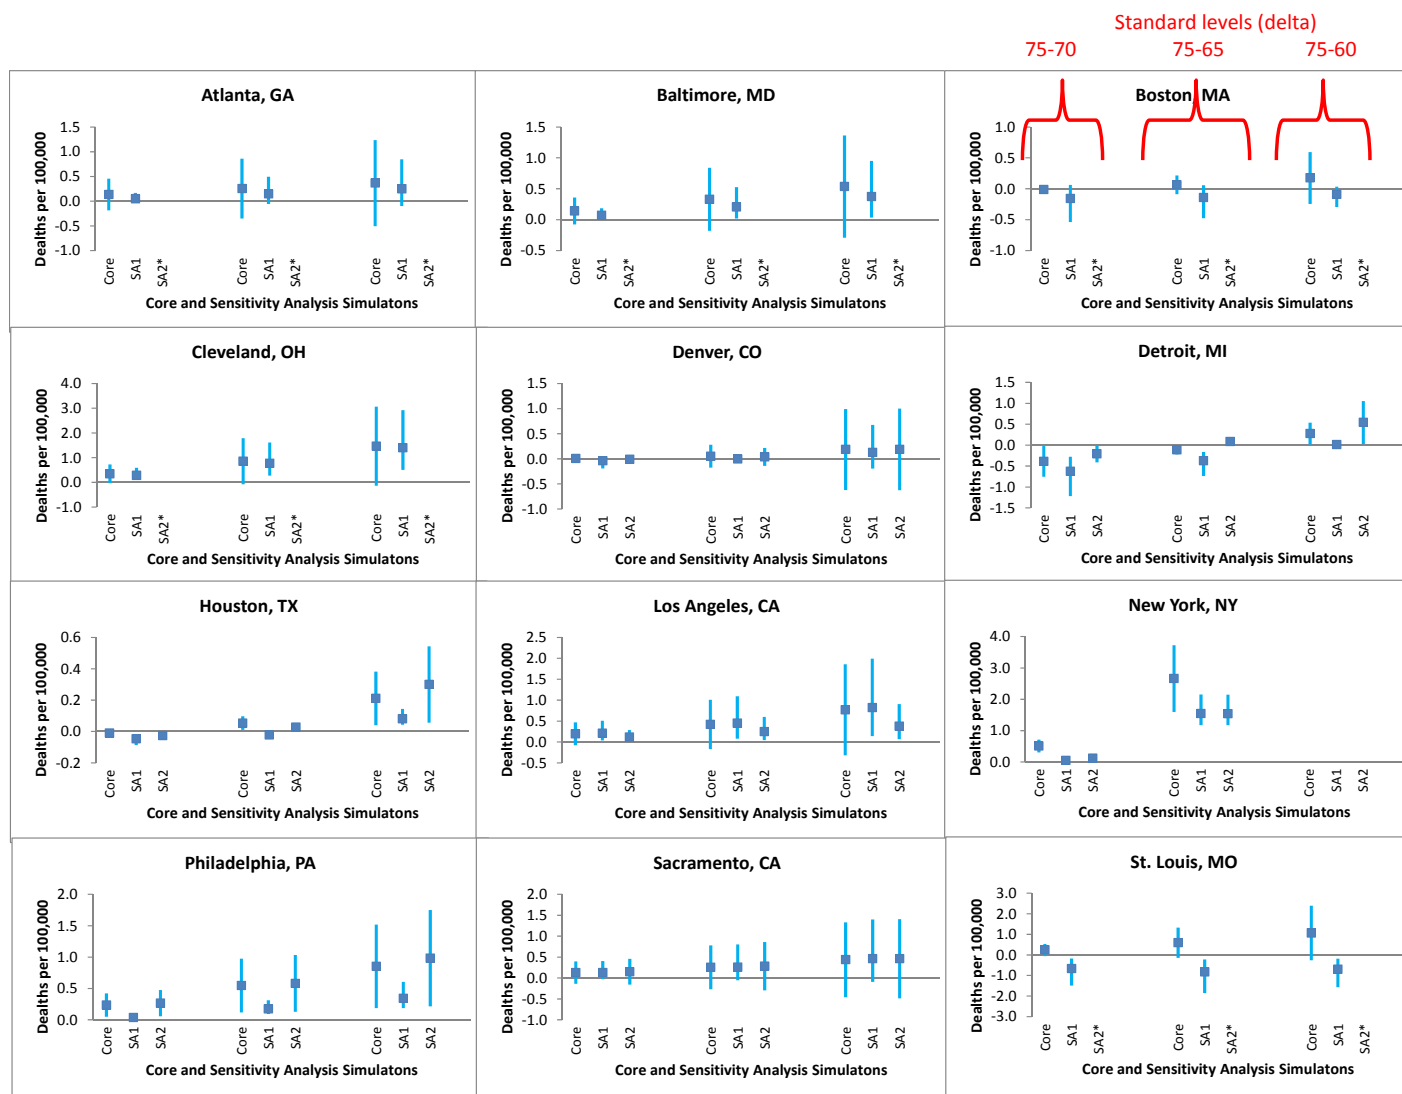 Standard levels (delta)
75-70 75-65 75-60
Atlanta, GA
Dealths per 100,000
1.5
1.0
0.5
0.0
-0.5
-1.0
Core SA1 SA2* Core SA1 SA2* Core SA1 SA2*
Core and Sensitivity Analysis Simulatons
Baltimore, MD
Dealths per 100,000
1.5
1.0
0.5
0.0
-0.5
Core SA1 SA2* Core SA1 SA2* Core SA1 SA2*
Core and Sensitivity Analysis Simulatons
Boston, MA
Dealths per 100,000
1.0
0.5
0.0
-0.5
-1.0
Core SA1 SA2* Core SA1 SA2* Core SA1 SA2*
Core and Sensitivity Analysis Simulatons
Cleveland, OH
Dealths per 100,000
4.0
3.0
2.0
1.0
0.0
-1.0
Core SA1 SA2* Core SA1 SA2* Core SA1 SA2*
Core and Sensitivity Analysis Simulatons
Denver, CO
Dealths per 100,000
1.5
1.0
0.5
0.0
-0.5
-1.0
Core SA1 SA2 Core SA1 SA2 Core SA1 SA2
Core and Sensitivity Analysis Simulatons
Detroit, MI
Dealths per 100,000
1.5
1.0
0.5
0.0
-0.5
-1.0
-1.5
Core SA1 SA2 Core SA1 SA2 Core SA1 SA2
Core and Sensitivity Analysis Simulatons
Houston, TX
Dealths per 100,000
0.6
0.4
0.2
0.0
-0.2
Core SA1 SA2 Core SA1 SA2 Core SA1 SA2
Core and Sensitivity Analysis Simulatons
Los Angeles, CA
Dealths per 100,000
2.5
2.0
1.5
1.0
0.5
0.0
-0.5
Core SA1 SA2 Core SA1 SA2 Core SA1 SA2
Core and Sensitivity Analysis Simulatons
New York, NY
Dealths per 100,000
4.0
3.0
2.0
1.0
0.0
Core SA1 SA2 Core SA1 SA2 Core SA1 SA2
Core and Sensitivity Analysis Simulatons
Philadelphia, PA
Dealths per 100,000
2.0
1.5
1.0
0.5
0.0
Core SA1 SA2 Core SA1 SA2 Core SA1 SA2
Core and Sensitivity Analysis Simulatons
Sacramento, CA
Dealths per 100,000
2.0
1.5
1.0
0.5
0.0
-0.5
-1.0
Core SA1 SA2 Core SA1 SA2 Core SA1 SA2
Core and Sensitivity Analysis Simulatons
St. Louis, MO
Dealths per 100,000
3.0
2.0
1.0
0.0
-1.0
-2.0
-3.0
Core SA1 SA2* Core SA1 SA2* Core SA1 SA2*
Core and Sensitivity Analysis Simulatons